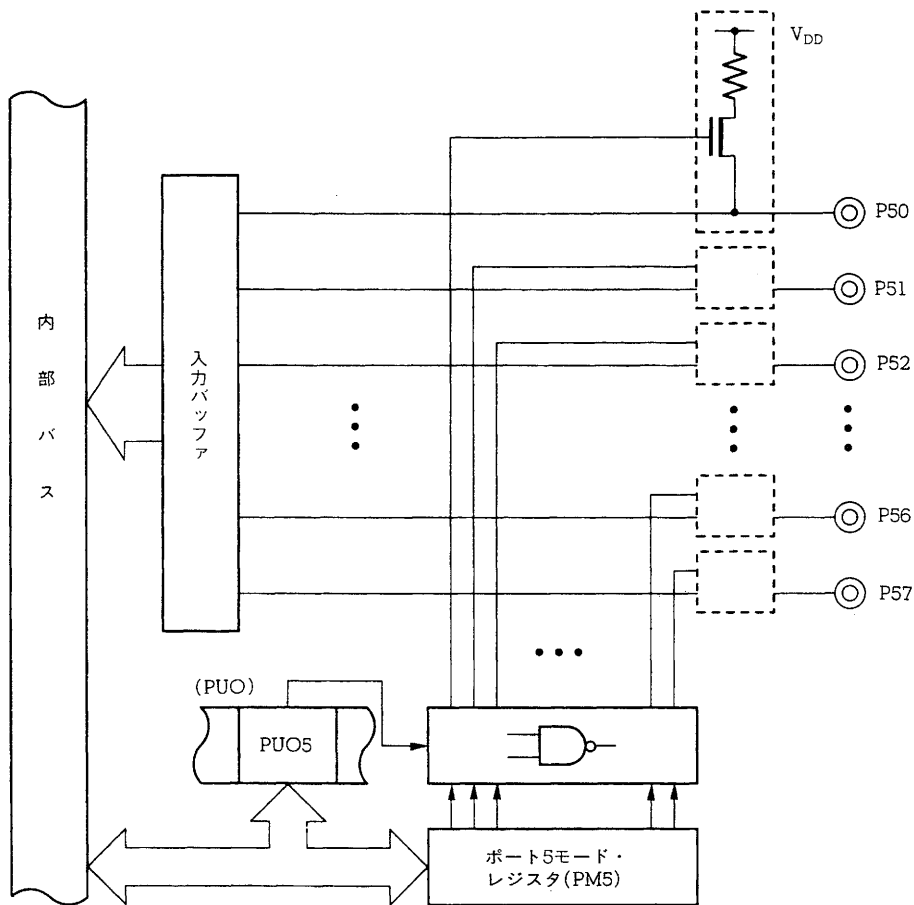 VDD
P50
P51
P52
P56
P57
内部バス
入力バッファ
(PUO)
PUO5
ポート5モード・
レジスタ(PM5)